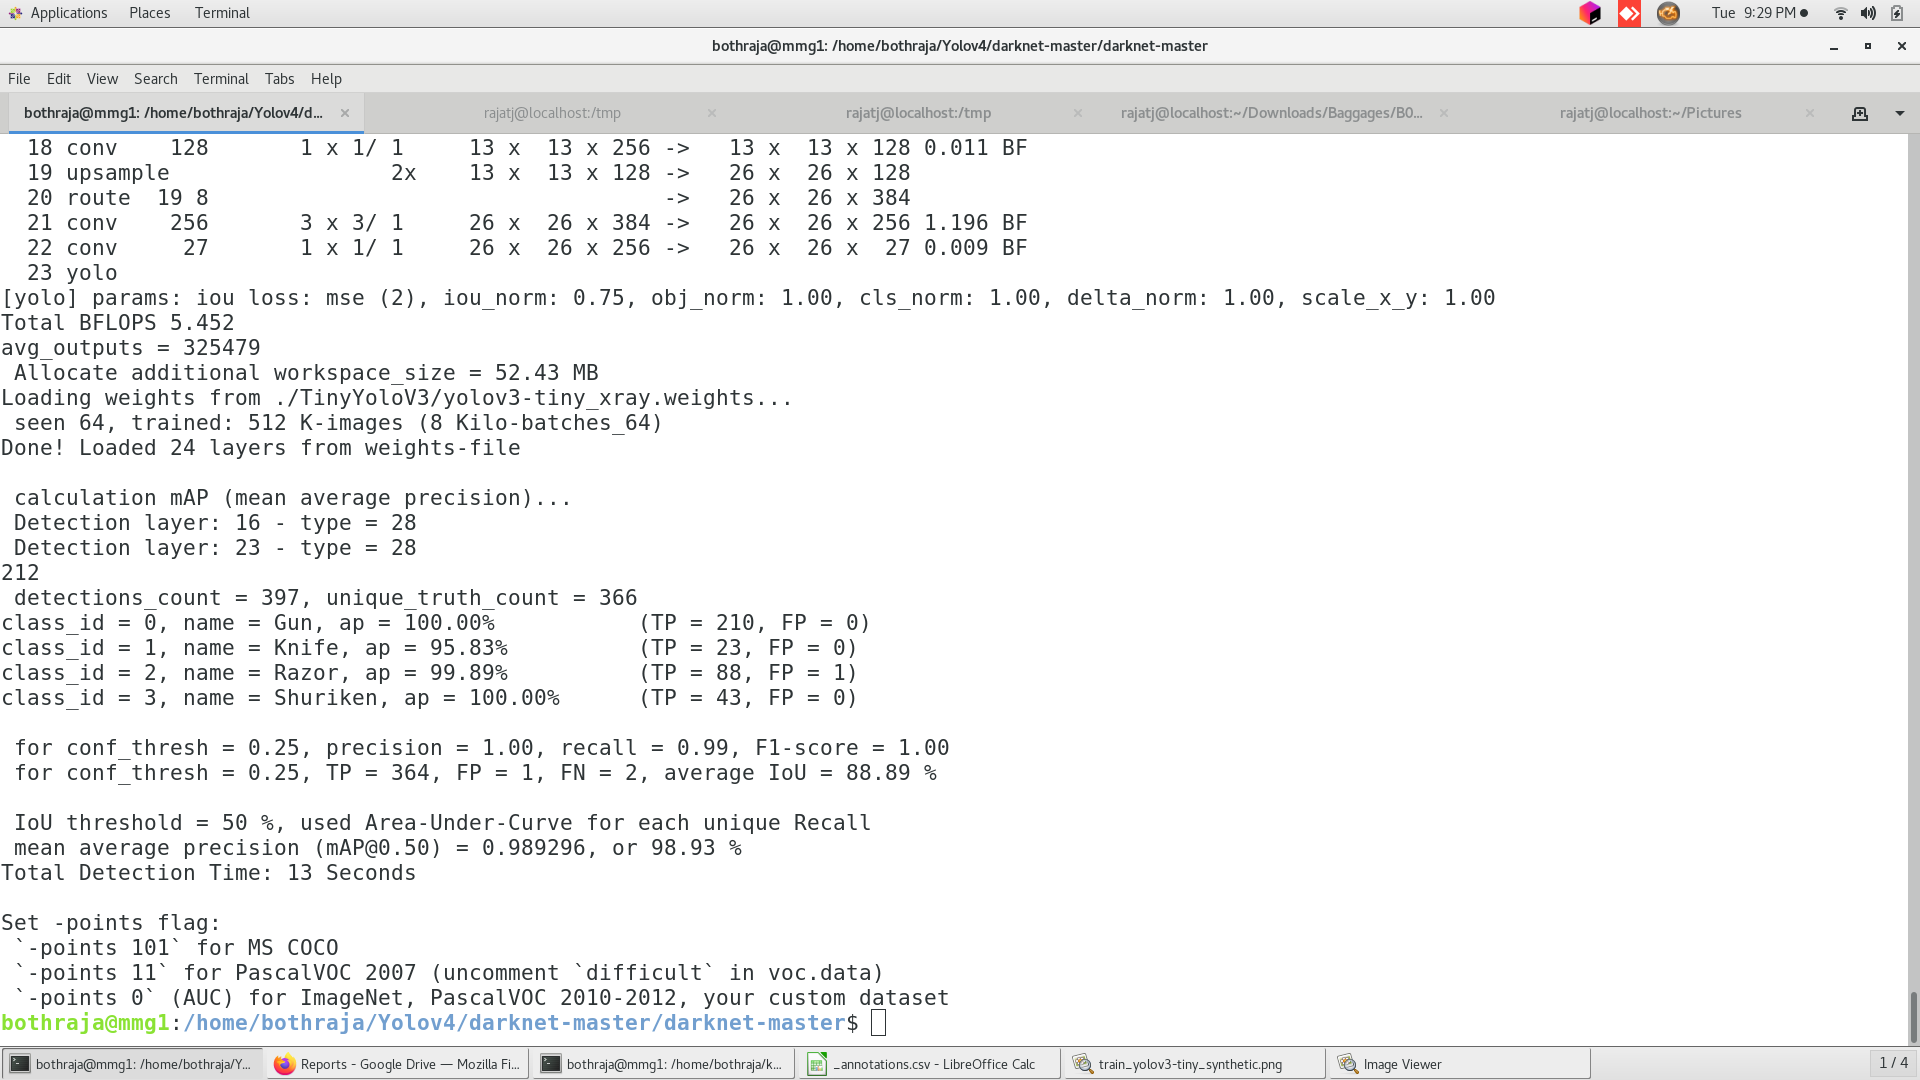 Applications Places Terminal Tue 9:29 PM
bothraja@mmg1: /home/bothraja/Yolov4/darknet-master/darknet-master
File Edit View Search Terminal Tabs Help
bothraja@mmg1: /home/bothraja/Yolov4/d... rajatj@localhost:/tmp rajatj@localhost:/tmp rajatj@localhost:~/Downloads/Baggages/B0... rajatj@localhost:~/Pictures
18 conv 128 1 x 1/ 1 13 x 13 x 256 -> 13 x 13 x 128 0.011 BF
19 upsample 2x 13 x 13 x 128 -> 26 x 26 x 128
20 route 19 8 -> 26 x 26 x 384
21 conv 256 3 x 3/ 1 26 x 26 x 384 -> 26 x 26 x 256 1.196 BF
22 conv 27 1 x 1/ 1 26 x 26 x 256 -> 26 x 26 x 27 0.009 BF
23 yolo
[yolo] params: iou loss: mse (2), iou_norm: 0.75, obj_norm: 1.00, cls_norm: 1.00, delta_norm: 1.00, scale_x_y: 1.00
Total BFLOPS 5.452
avg_outputs = 325479
Allocate additional workspace_size = 52.43 MB
Loading weights from ./TinyYoloV3/yolov3-tiny_xray.weights...
seen 64, trained: 512 K-images (8 Kilo-batches_64)
Done! Loaded 24 layers from weights-file
calculation mAP (mean average precision)...
Detection layer: 16 - type = 28
Detection layer: 23 - type = 28
212
detections_count = 397, unique_truth_count = 366
class_id = 0, name = Gun, ap = 100.00% (TP = 210, FP = 0)
class_id = 1, name = Knife, ap = 95.83% (TP = 23, FP = 0)
class_id = 2, name = Razor, ap = 99.89% (TP = 88, FP = 1)
class_id = 3, name = Shuriken, ap = 100.00% (TP = 43, FP = 0)
for conf_thresh = 0.25, precision = 1.00, recall = 0.99, F1-score = 1.00
for conf_thresh = 0.25, TP = 364, FP = 1, FN = 2, average IoU = 88.89 %
IoU threshold = 50 %, used Area-Under-Curve for each unique Recall
mean average precision (mAP@0.50) = 0.989296, or 98.93 %
Total Detection Time: 13 Seconds
Set -points flag:
`-points 101` for MS COCO
`-points 11` for PascalVOC 2007 (uncomment `difficult` in voc.data)
`-points 0` (AUC) for ImageNet, PascalVOC 2010-2012, your custom dataset
bothraja@mmg1:/home/bothraja/Yolov4/darknet-master/darknet-master$
bothraja@mmg1: /home/bothraja/Y... Reports - Google Drive — Mozilla Fi... bothraja@mmg1: /home/bothraja/k... _annotations.csv - LibreOffice Calc train_yolov3-tiny_synthetic.png Image Viewer 1 / 4